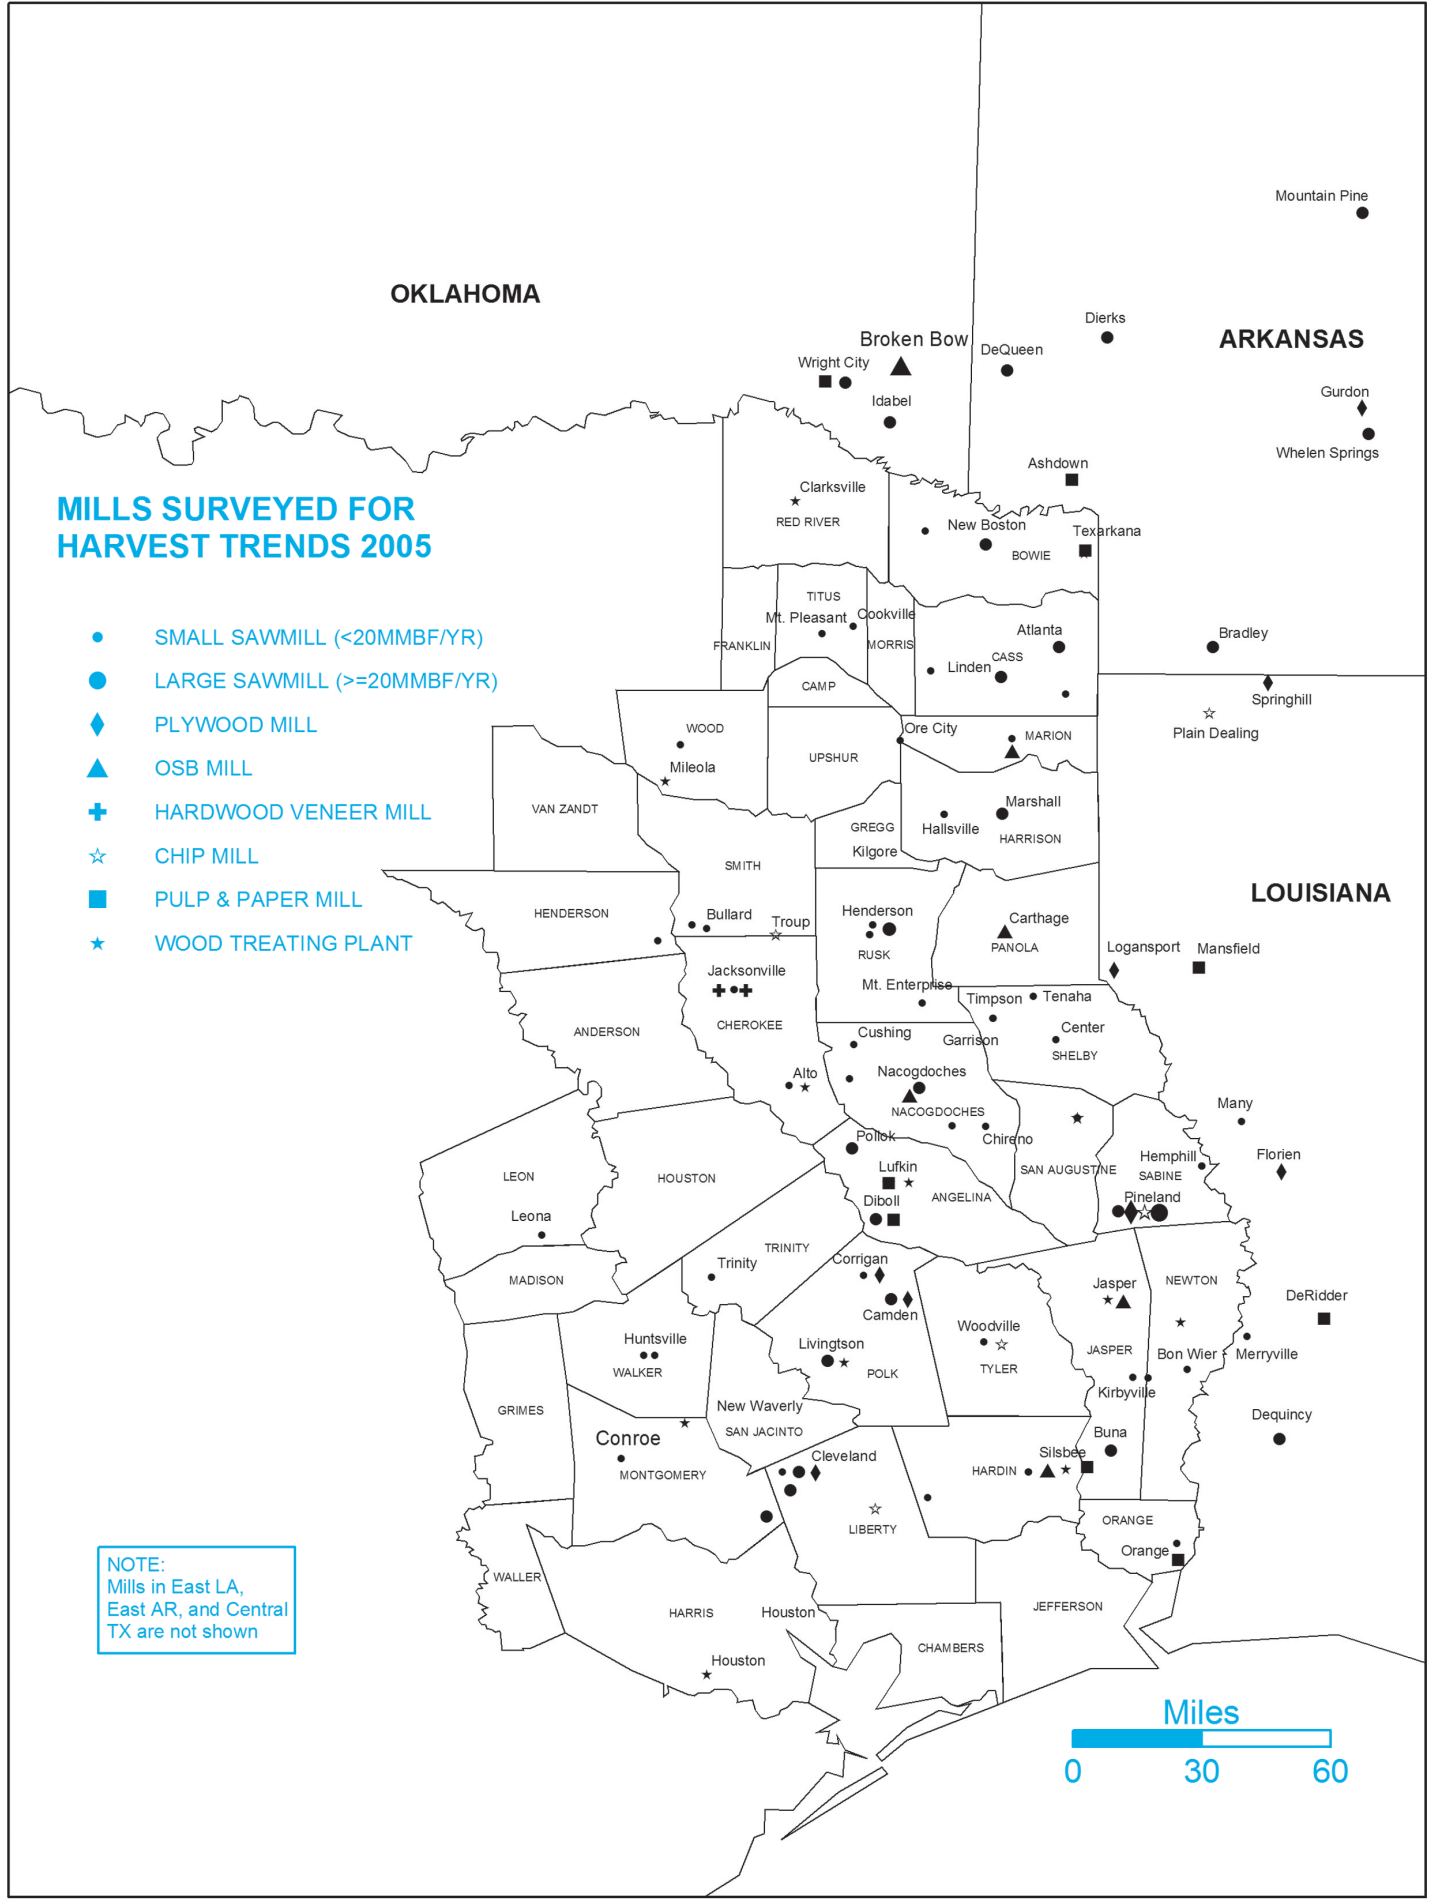 Mountain Pine
OKLAHOMA
Dierks
ARKANSAS
Broken Bow
DeQueen
Wright City
Gurdon
Idabel
Whelen Springs
Ashdown
MILLS SURVEYED FOR
HARVEST TRENDS 2005
Clarksville
RED RIVER
New Boston
Texarkana
BOWIE
SMALL SAWMILL (<20MMBF/YR)
LARGE SAWMILL (>=20MMBF/YR)
PLYWOOD MILL
OSB MILL
HARDWOOD VENEER MILL
CHIP MILL
PULP & PAPER MILL
WOOD TREATING PLANT
TITUS
Mt. Pleasant
Cookville
FRANKLIN
MORRIS
Atlanta
Linden
CASS
Bradley
CAMP
Springhill
WOOD
Ore City
MARION
Plain Dealing
UPSHUR
Mileola
VAN ZANDT
Marshall
Hallsville
GREGG
HARRISON
Kilgore
SMITH
LOUISIANA
HENDERSON
Bullard
Troup
Henderson
Carthage
RUSK
PANOLA
Logansport
Mansfield
Jacksonville
Mt. Enterprise
Timpson
Tenaha
CHEROKEE
ANDERSON
Cushing
Garrison
Center
SHELBY
Alto
Nacogdoches
NACOGDOCHES
Many
Chireno
Pollok
Hemphill
Florien
LEON
HOUSTON
Lufkin
SAN AUGUSTINE
SABINE
ANGELINA
Diboll
Pineland
Leona
TRINITY
Trinity
Corrigan
MADISON
Jasper
NEWTON
DeRidder
Camden
Woodville
Huntsville
Livingtson
JASPER
Bon Wier
Merryville
WALKER
POLK
TYLER
Kirbyville
New Waverly
GRIMES
Dequincy
SAN JACINTO
Buna
Conroe
Cleveland
Silsbee
MONTGOMERY
HARDIN
LIBERTY
ORANGE
Orange
NOTE:
Mills in East LA,
East AR, and Central
TX are not shown
WALLER
HARRIS
Houston
JEFFERSON
CHAMBERS
Houston
Miles
0 30 60